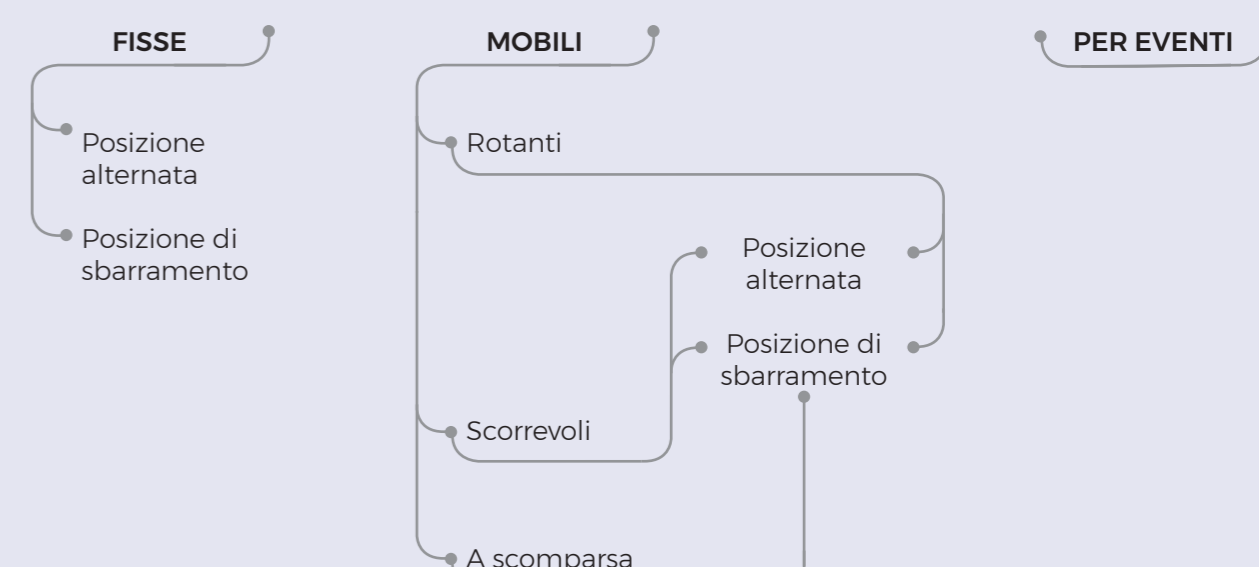 FISSE
MOBILI
PER EVENTI
Posizione
alternata
Posizione di
sbarramento
Rotanti
Posizione
alternata
Posizione di
sbarramento
Scorrevoli
A scomparsa